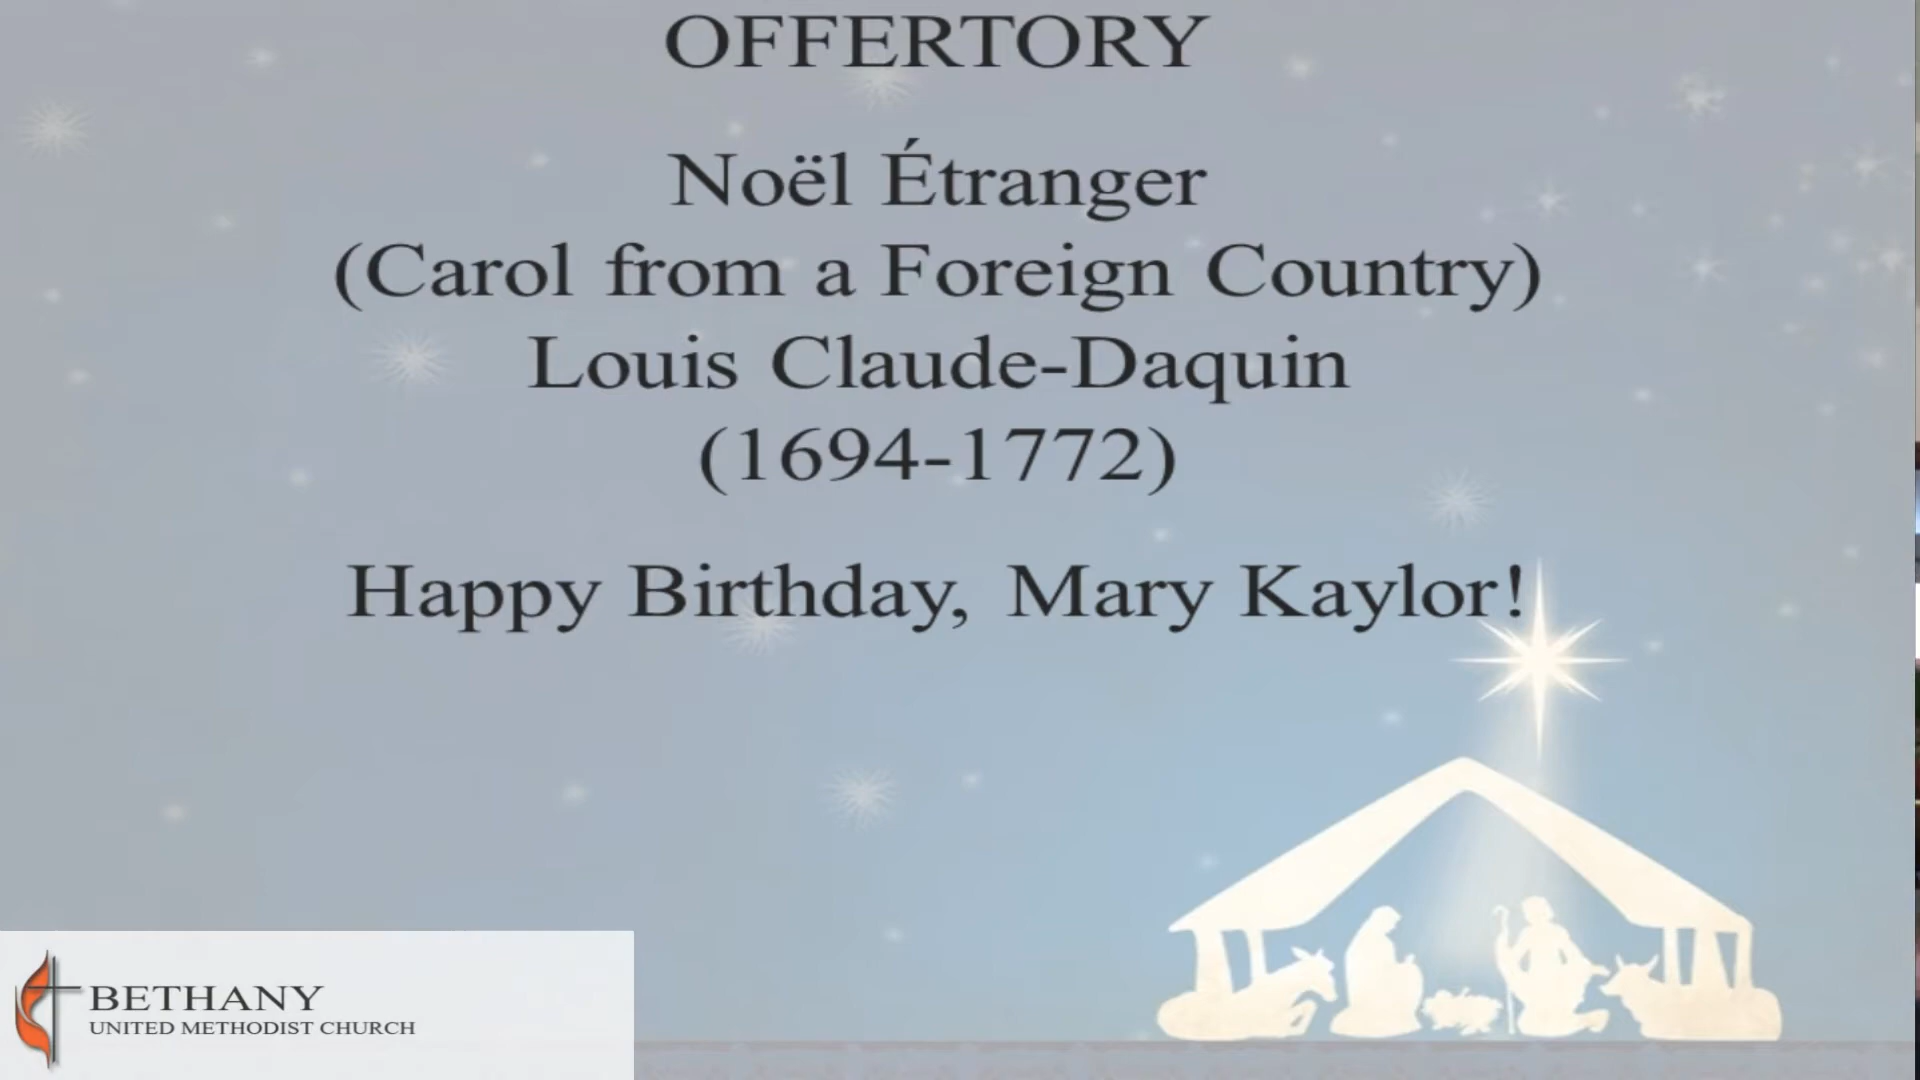 OFFERTORY
Noël Étranger
(Carol from a Foreign Country)
Louis Claude-Daquin
(1694-1772)
Happy Birthday, Mary Kaylor!
BETHANY
UNITED METHODIST CHURCH